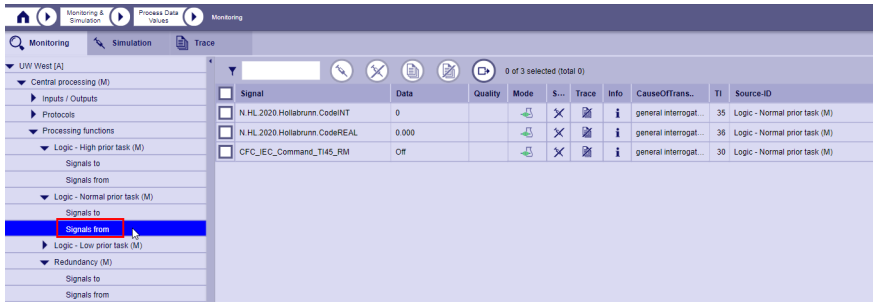 Monitoring & Simulation
Process Data Values
Monitoring
Monitoring
Simulation
Trace
UW West [A]
Central processing (M)
Inputs / Outputs
Protocols
Processing functions
Logic - High prior task (M)
Signals to
Signals from
Logic - Normal prior task (M)
Signals to
Signals from
Logic - Low prior task (M)
Redundancy (M)
Signals to
Signals from
0 of 3 selected (total 0)
Signal Data Quality Mode S... Trace Info CauseOfTrans.. TI Source-ID
N.HL.2020.Hollabrunn.CodeINT 0 general interrogat... 35 Logic - Normal prior task (M)
N.HL.2020.Hollabrunn.CodeREAL 0.000 general interrogat... 36 Logic - Normal prior task (M)
CFC_IEC_Command_TI45_RM Off general interrogat... 30 Logic - Normal prior task (M)